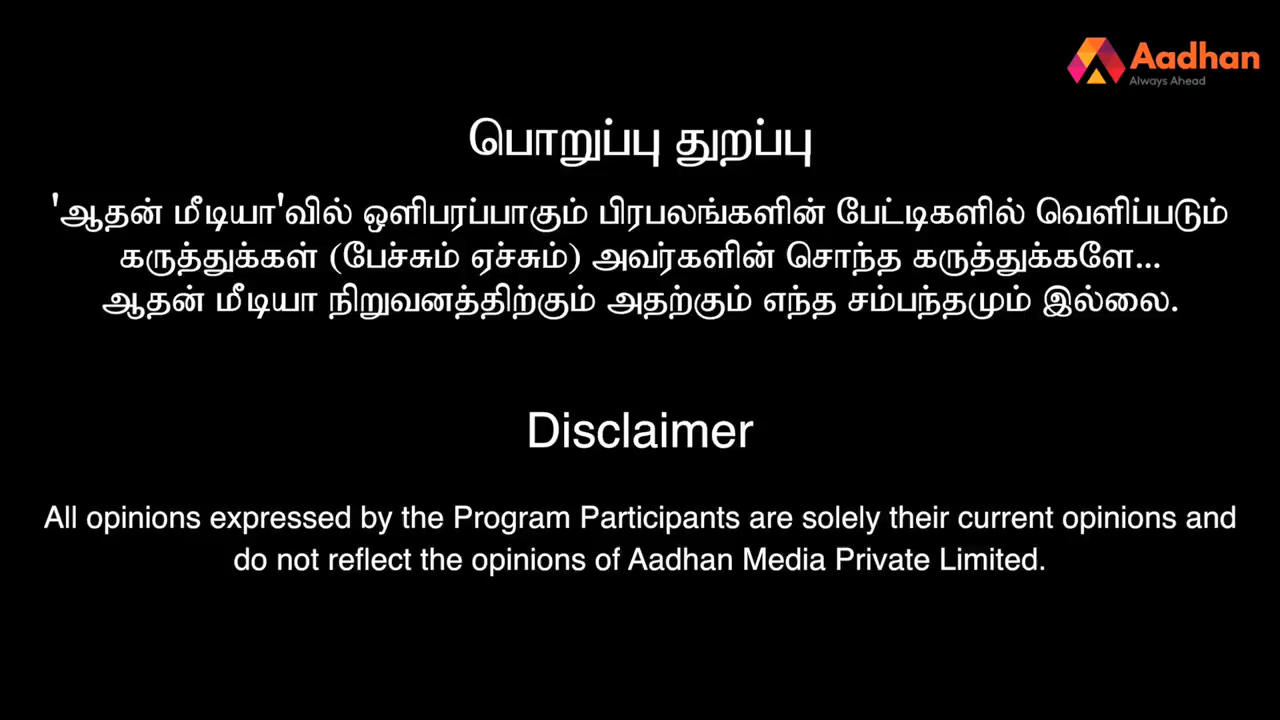 Aadhan
Always Ahead
பொறுப்பு துறப்பு
'ஆதன் மீடியா'வில் ஒளிபரப்பாகும் பிரபலங்களின் பேட்டிகளில் வெளிப்படும்
கருத்துக்கள் (பேச்சும் ஏச்சும்) அவர்களின் சொந்த கருத்துக்களே...
ஆதன் மீடியா நிறுவனத்திற்கும் அதற்கும் எந்த சம்பந்தமும் இல்லை.
Disclaimer
All opinions expressed by the Program Participants are solely their current opinions and
do not reflect the opinions of Aadhan Media Private Limited.